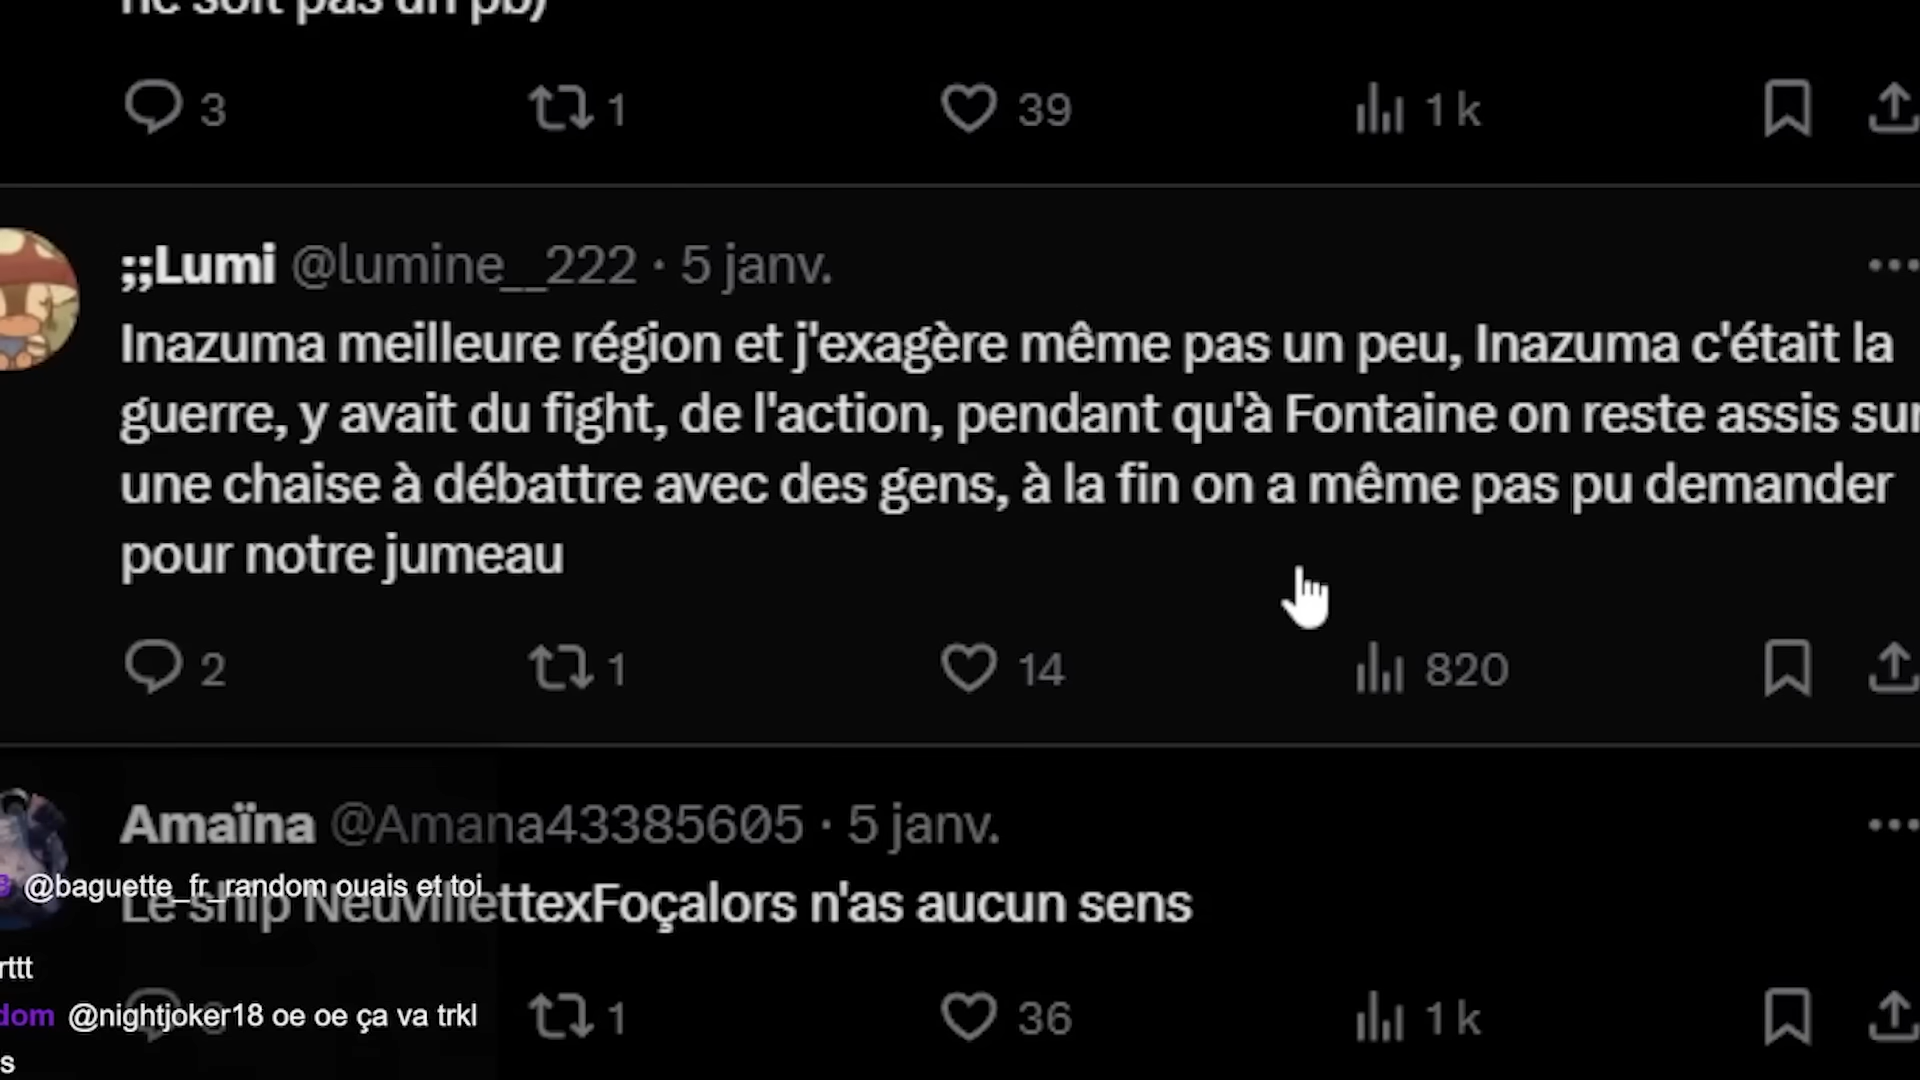 ne soit pas un pb)
3 1 39 1 k
;;Lumi @lumine__222 · 5 janv.
Inazuma meilleure région et j'exagère même pas un peu, Inazuma c'était la
guerre, y avait du fight, de l'action, pendant qu'à Fontaine on reste assis sur
une chaise à débattre avec des gens, à la fin on a même pas pu demander
pour notre jumeau
2 1 14 820
Amaïna @Amana43385605 · 5 janv.
@baguette_fr_random ouais et toi
Le ship NeuvillettexFoçalors n'as aucun sens
rttt
dom @nightjoker18 oe oe ça va trkl
1 36 1 k
s